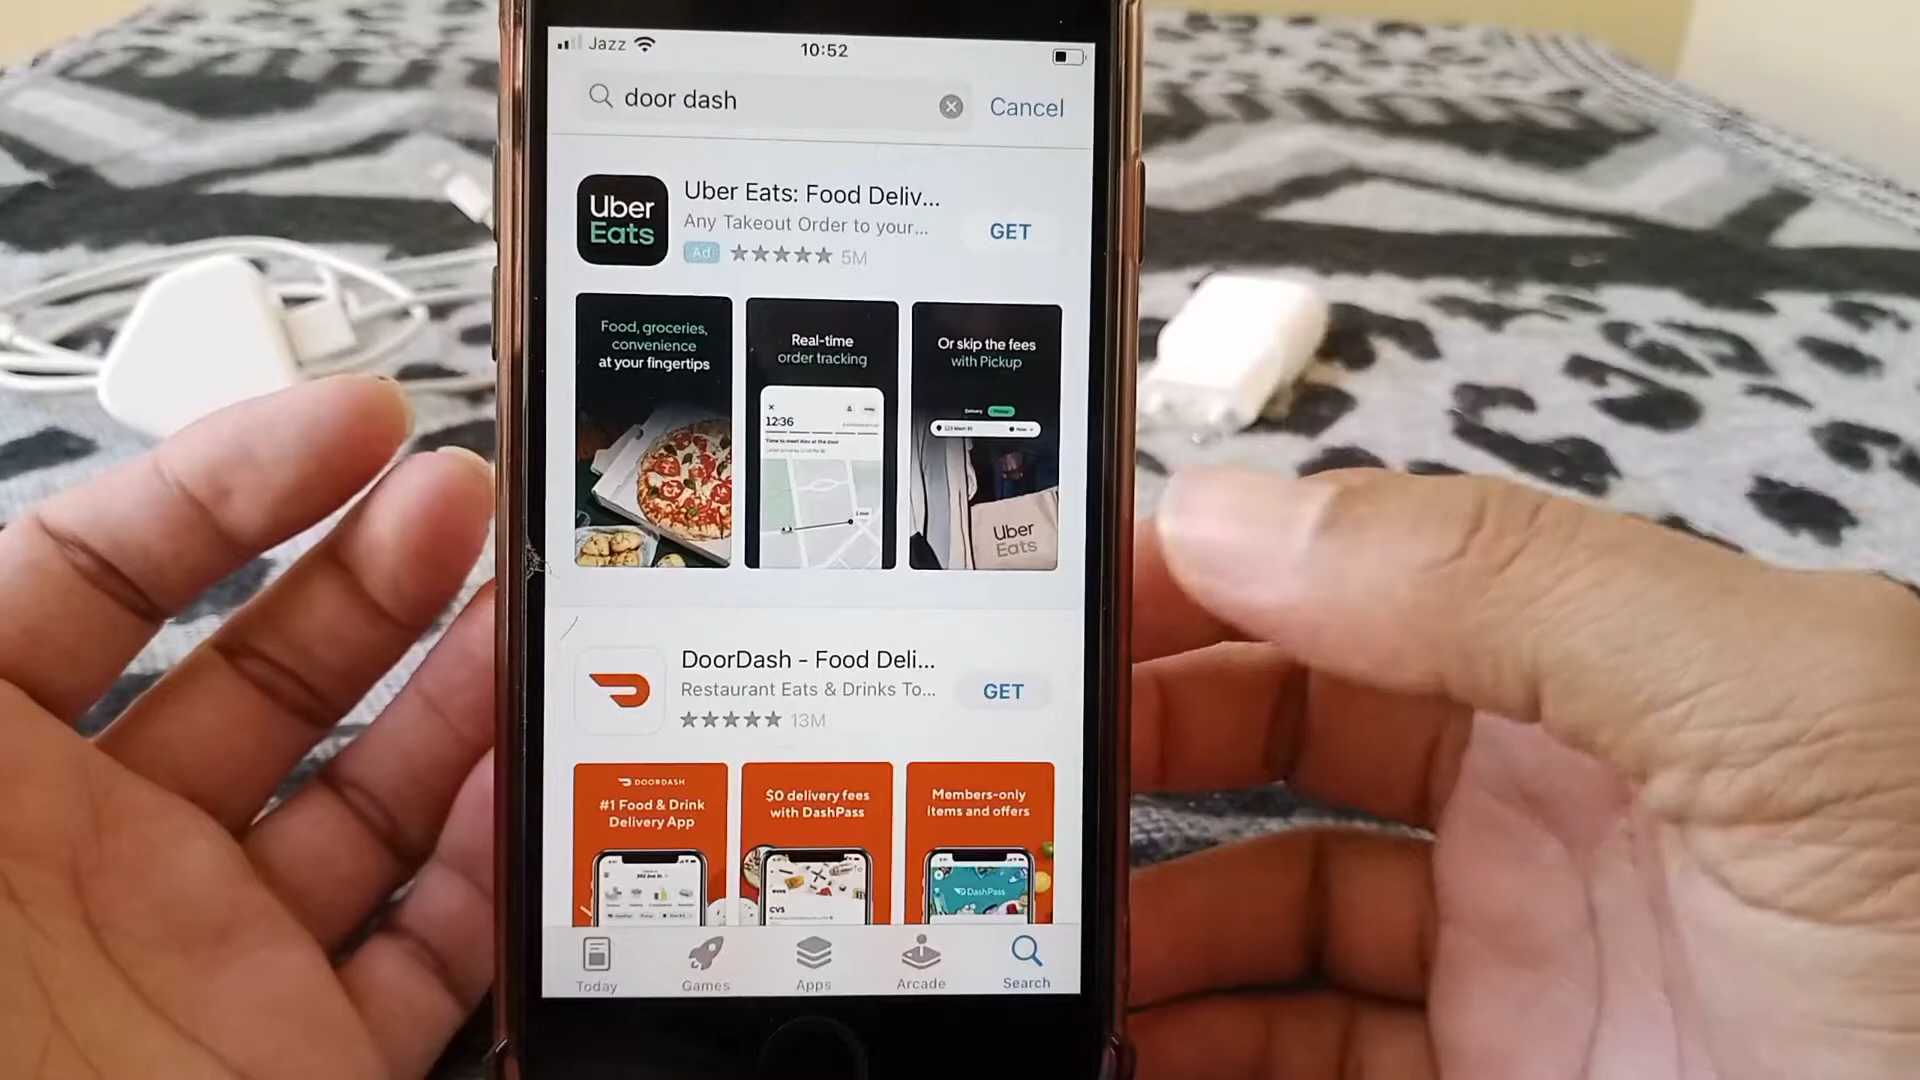 Jazz
10:52
door dash
Cancel
Uber Eats: Food Deliv...
Any Takeout Order to your...
Ad
5M
GET
Uber
Eats
Food, groceries,
convenience
at your fingertips
Real-time
order tracking
12:36
Or skip the fees
with Pickup
Uber
Eats
DoorDash - Food Deli...
Restaurant Eats & Drinks To...
13M
GET
DOORDASH
#1 Food & Drink
Delivery App
$0 delivery fees
with DashPass
CVS
Members-only
items and offers
DashPass
Today
Games
Apps
Arcade
Search